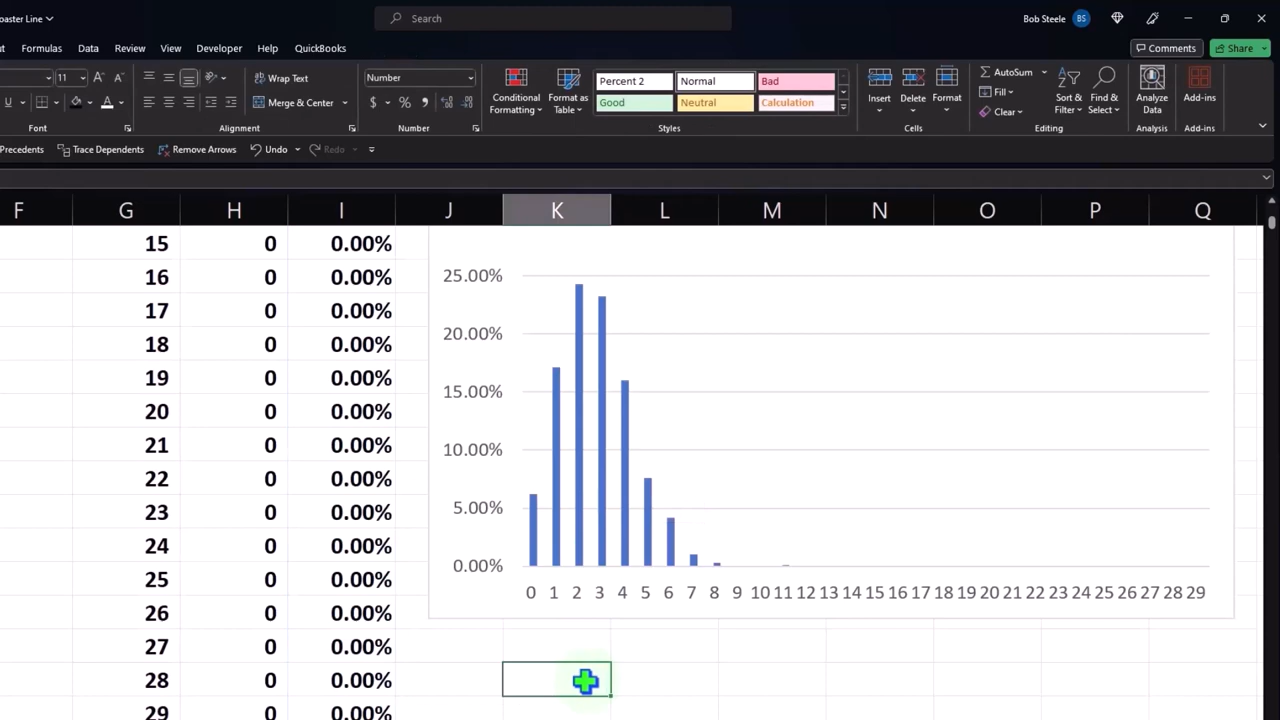 oaster Line
Search
Bob Steele BS
Formulas Data Review View Developer Help QuickBooks
Comments Share
11 A A Wrap Text Number
Percent 2 Normal Bad
Good Neutral Calculation
U A Merge & Center $ % 9
Conditional Formatting
Format as Table
Insert Delete Format
AutoSum
Fill
Clear
Sort & Filter
Find & Select
Analyze Data
Add-ins
Font Alignment Number Styles Cells Editing Analysis Add-ins
Precedents Trace Dependents Remove Arrows Undo Redo
F G H I J K L M N O P Q
15 0 0.00%
16 0 0.00%
17 0 0.00%
18 0 0.00%
19 0 0.00%
20 0 0.00%
21 0 0.00%
22 0 0.00%
23 0 0.00%
24 0 0.00%
25 0 0.00%
26 0 0.00%
27 0 0.00%
28 0 0.00%
29 0 0.00%
25.00%
20.00%
15.00%
10.00%
5.00%
0.00%
0 1 2 3 4 5 6 7 8 9 10 11 12 13 14 15 16 17 18 19 20 21 22 23 24 25 26 27 28 29